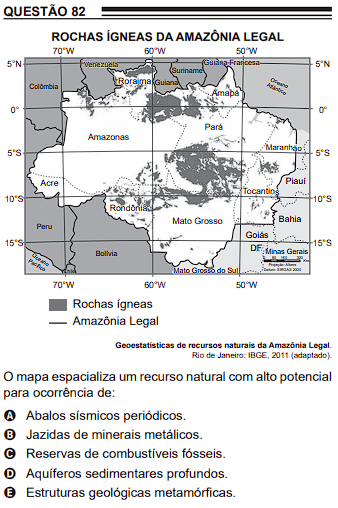 QUESTÃO 82
ROCHAS ÍGNEAS DA AMAZÔNIA LEGAL
70°W
60°W
50°W
5°N
Venezuela
Guiana Francesa
5°N
Colômbia
Roraima
Guiana
Suriname
Oceano
Atlântico
Amapá
0°
0°
Amazonas
Pará
Maranhão
5°S
5°S
Acre
Tocantins
Piauí
10°S
10°S
Rondônia
Bahia
Peru
Mato Grosso
Goiás
15°S
DF
15°S
Bolívia
Minas Gerais
Oceano
Pacífico
Chile
Mato Grosso do Sul
70°W
60°W
50°W
Rochas ígneas
Amazônia Legal
Geoestatísticas de recursos naturais da Amazônia Legal.
Rio de Janeiro: IBGE, 2011 (adaptado).
O mapa espacializa um recurso natural com alto potencial
para ocorrência de:
A Abalos sísmicos periódicos.
B Jazidas de minerais metálicos.
C Reservas de combustíveis fósseis.
D Aquíferos sedimentares profundos.
E Estruturas geológicas metamórficas.